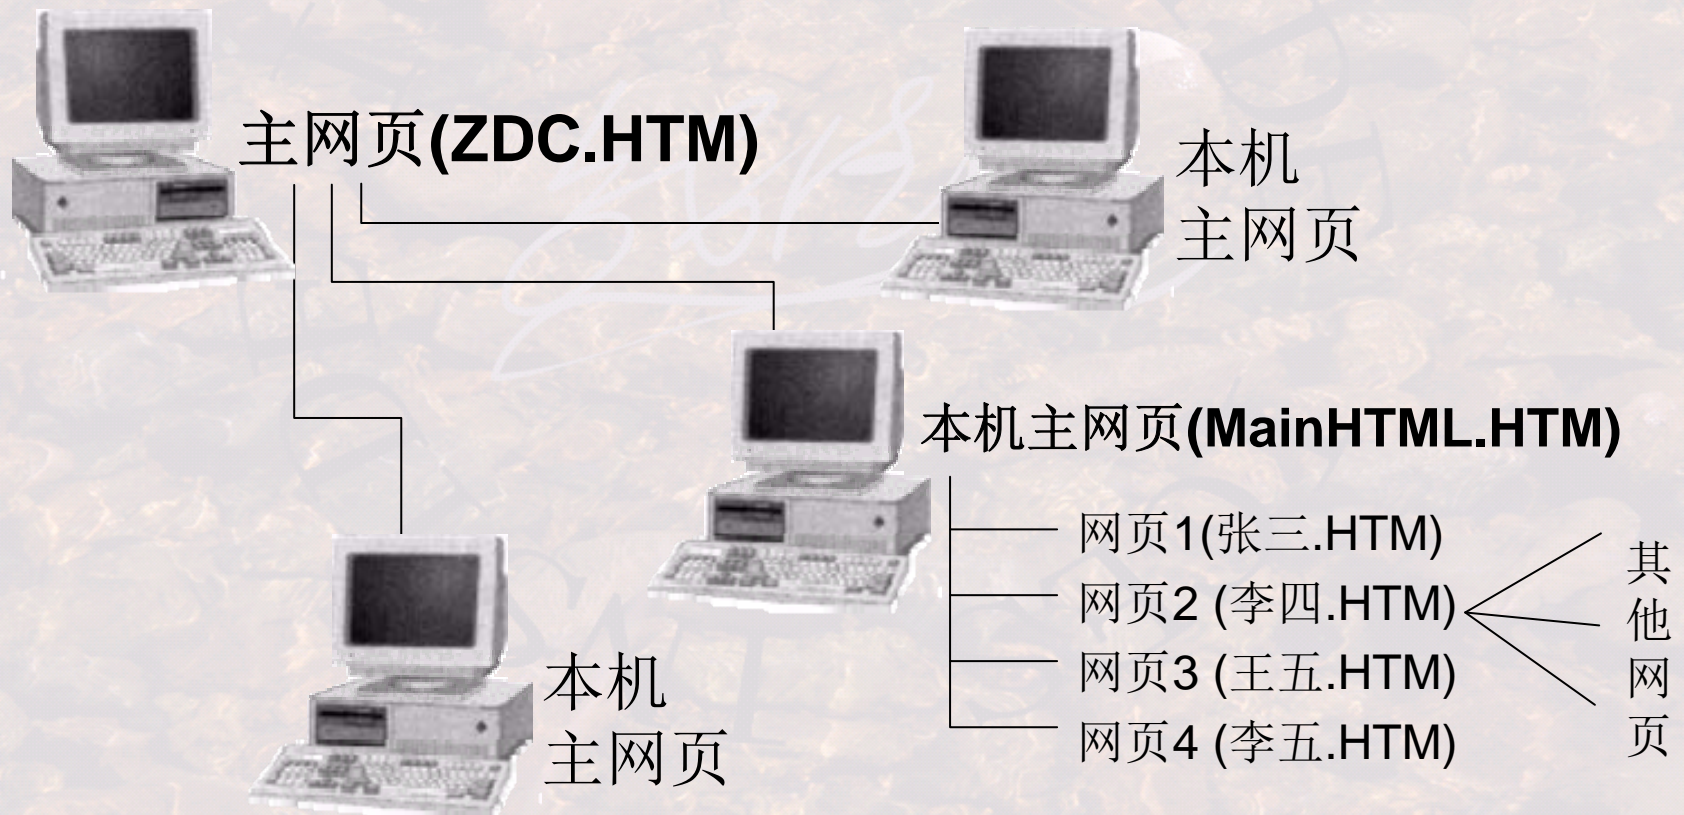 主网页(ZDC.HTM)
本机
主网页
本机主网页(MainHTML.HTM)
网页1(张三.HTM)
网页2 (李四.HTM)
网页3 (王五.HTM)
网页4 (李五.HTM)
其他网页
本机
主网页